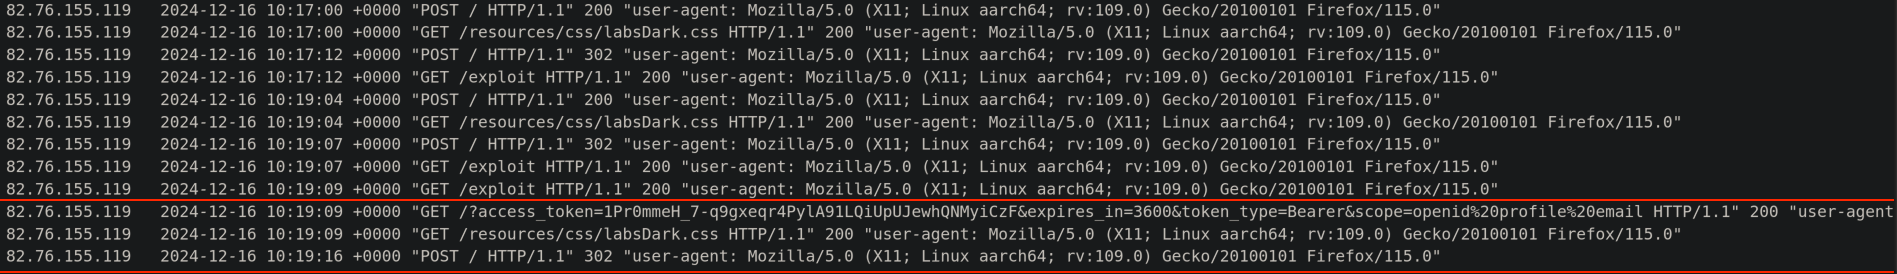 82.76.155.119 2024-12-16 10:17:00 +0000 "POST / HTTP/1.1" 200 "user-agent: Mozilla/5.0 (X11; Linux aarch64; rv:109.0) Gecko/20100101 Firefox/115.0"
82.76.155.119 2024-12-16 10:17:00 +0000 "GET /resources/css/labsDark.css HTTP/1.1" 200 "user-agent: Mozilla/5.0 (X11; Linux aarch64; rv:109.0) Gecko/20100101 Firefox/115.0"
82.76.155.119 2024-12-16 10:17:12 +0000 "POST / HTTP/1.1" 302 "user-agent: Mozilla/5.0 (X11; Linux aarch64; rv:109.0) Gecko/20100101 Firefox/115.0"
82.76.155.119 2024-12-16 10:17:12 +0000 "GET /exploit HTTP/1.1" 200 "user-agent: Mozilla/5.0 (X11; Linux aarch64; rv:109.0) Gecko/20100101 Firefox/115.0"
82.76.155.119 2024-12-16 10:19:04 +0000 "POST / HTTP/1.1" 200 "user-agent: Mozilla/5.0 (X11; Linux aarch64; rv:109.0) Gecko/20100101 Firefox/115.0"
82.76.155.119 2024-12-16 10:19:04 +0000 "GET /resources/css/labsDark.css HTTP/1.1" 200 "user-agent: Mozilla/5.0 (X11; Linux aarch64; rv:109.0) Gecko/20100101 Firefox/115.0"
82.76.155.119 2024-12-16 10:19:07 +0000 "POST / HTTP/1.1" 302 "user-agent: Mozilla/5.0 (X11; Linux aarch64; rv:109.0) Gecko/20100101 Firefox/115.0"
82.76.155.119 2024-12-16 10:19:07 +0000 "GET /exploit HTTP/1.1" 200 "user-agent: Mozilla/5.0 (X11; Linux aarch64; rv:109.0) Gecko/20100101 Firefox/115.0"
82.76.155.119 2024-12-16 10:19:09 +0000 "GET /exploit HTTP/1.1" 200 "user-agent: Mozilla/5.0 (X11; Linux aarch64; rv:109.0) Gecko/20100101 Firefox/115.0"
82.76.155.119 2024-12-16 10:19:09 +0000 "GET /?access_token=1Pr0mmeH_7-q9gxeqr4PylA91LQiUpUJewhQNMyiCzF&expires_in=3600&token_type=Bearer&scope=openid%20profile%20email HTTP/1.1" 200 "user-agent
82.76.155.119 2024-12-16 10:19:09 +0000 "GET /resources/css/labsDark.css HTTP/1.1" 200 "user-agent: Mozilla/5.0 (X11; Linux aarch64; rv:109.0) Gecko/20100101 Firefox/115.0"
82.76.155.119 2024-12-16 10:19:16 +0000 "POST / HTTP/1.1" 302 "user-agent: Mozilla/5.0 (X11; Linux aarch64; rv:109.0) Gecko/20100101 Firefox/115.0"